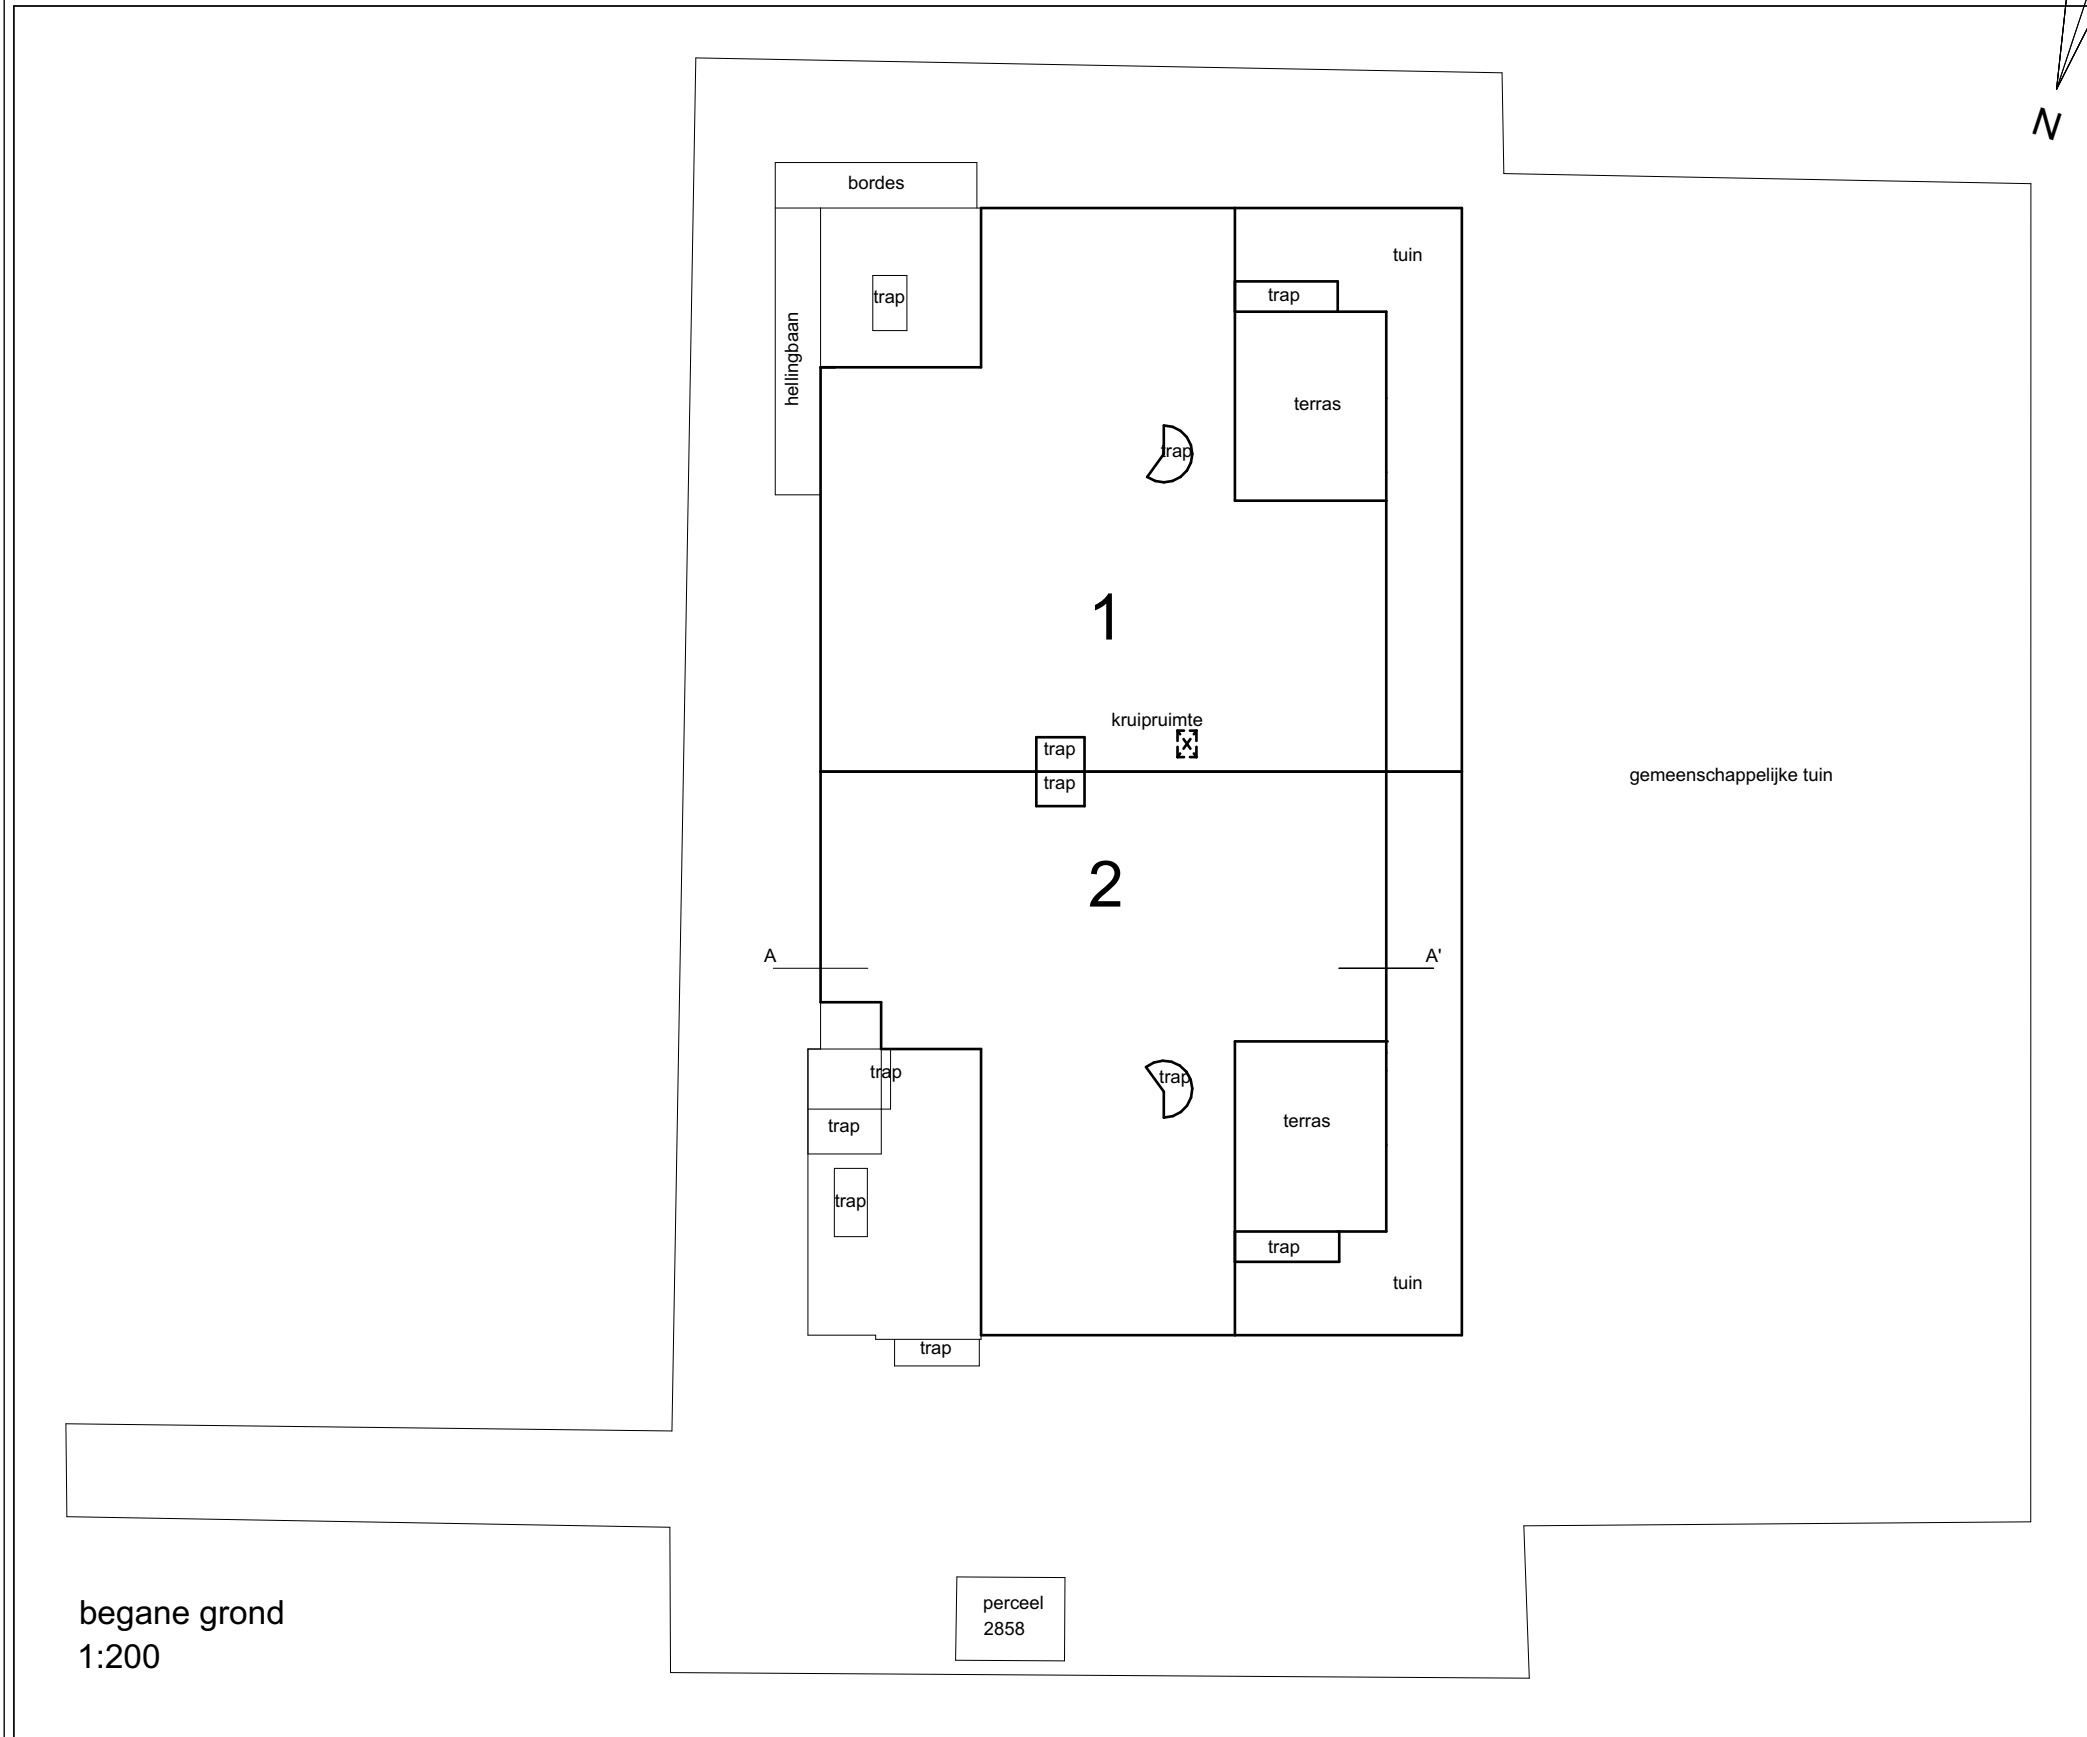 N
bordes
tuin
trap
trap
hellingbaan
terras
trap
1
kruipruimte
x
trap
trap
gemeenschappelijke tuin
2
A
A'
trap
trap
terras
trap
trap
trap
tuin
trap
perceel
2858
begane grond
1:200